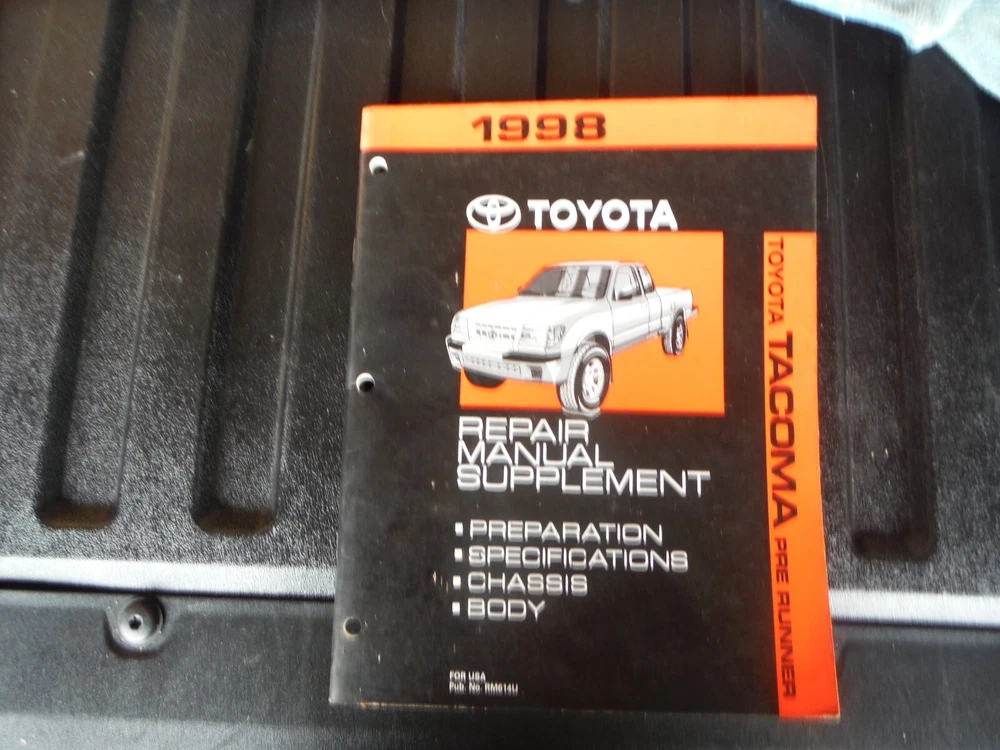 1998
TOYOTA
REPAIR
MANUAL
SUPPLEMENT
PREPARATION
SPECIFICATIONS
CHASSIS
BODY
FOR USA
Pub. No. RM614U
TOYOTA TACOMA PRE RUNNER